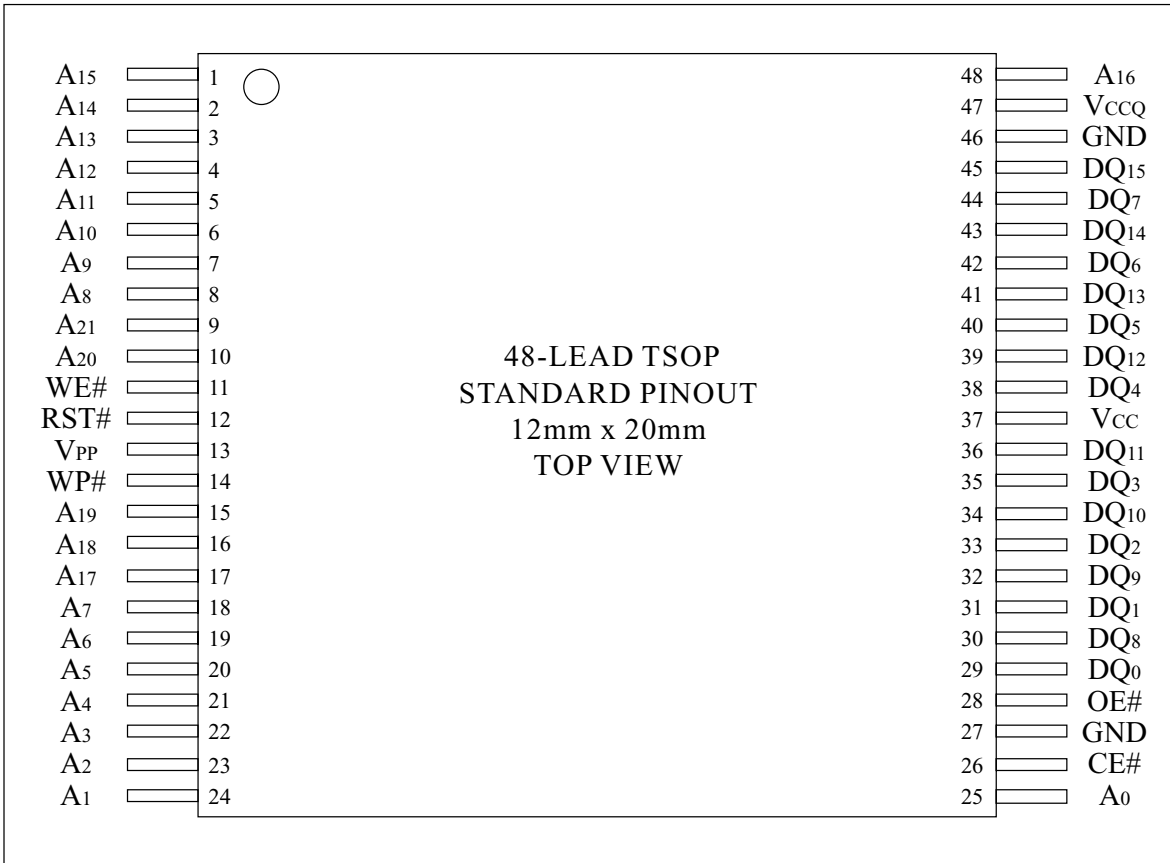 A15 1 48 A16
A14 2 47 VCCQ
A13 3 46 GND
A12 4 45 DQ15
A11 5 44 DQ7
A10 6 43 DQ14
A9 7 42 DQ6
A8 8 41 DQ13
A21 9 40 DQ5
A20 10 39 DQ12
WE# 11 38 DQ4
RST# 12 37 VCC
VPP 13 36 DQ11
WP# 14 35 DQ3
A19 15 34 DQ10
A18 16 33 DQ2
A17 17 32 DQ9
A7 18 31 DQ1
A6 19 30 DQ8
A5 20 29 DQ0
A4 21 28 OE#
A3 22 27 GND
A2 23 26 CE#
A1 24 25 A0
48-LEAD TSOP
STANDARD PINOUT
12mm x 20mm
TOP VIEW